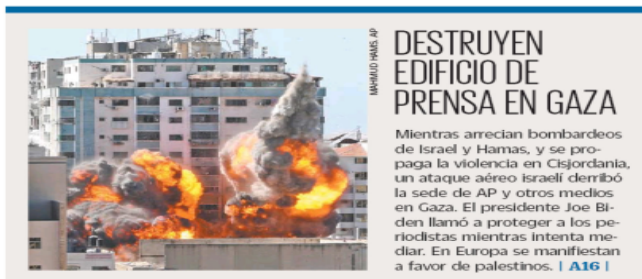 MAHMUD HAMS, AP
DESTRUYEN
EDIFICIO DE
PRENSA EN GAZA
Mientras arrecian bombardeos
de Israel y Hamas, y se pro-
paga la violencia en Cisjordania,
un ataque aéreo israelí derribó
la sede de AP y otros medios
en Gaza. El presidente Joe Bi-
den llamó a proteger a los pe-
riodistas mientras intenta me-
diar. En Europa se manifiestan
a favor de palestinos. | A16 |